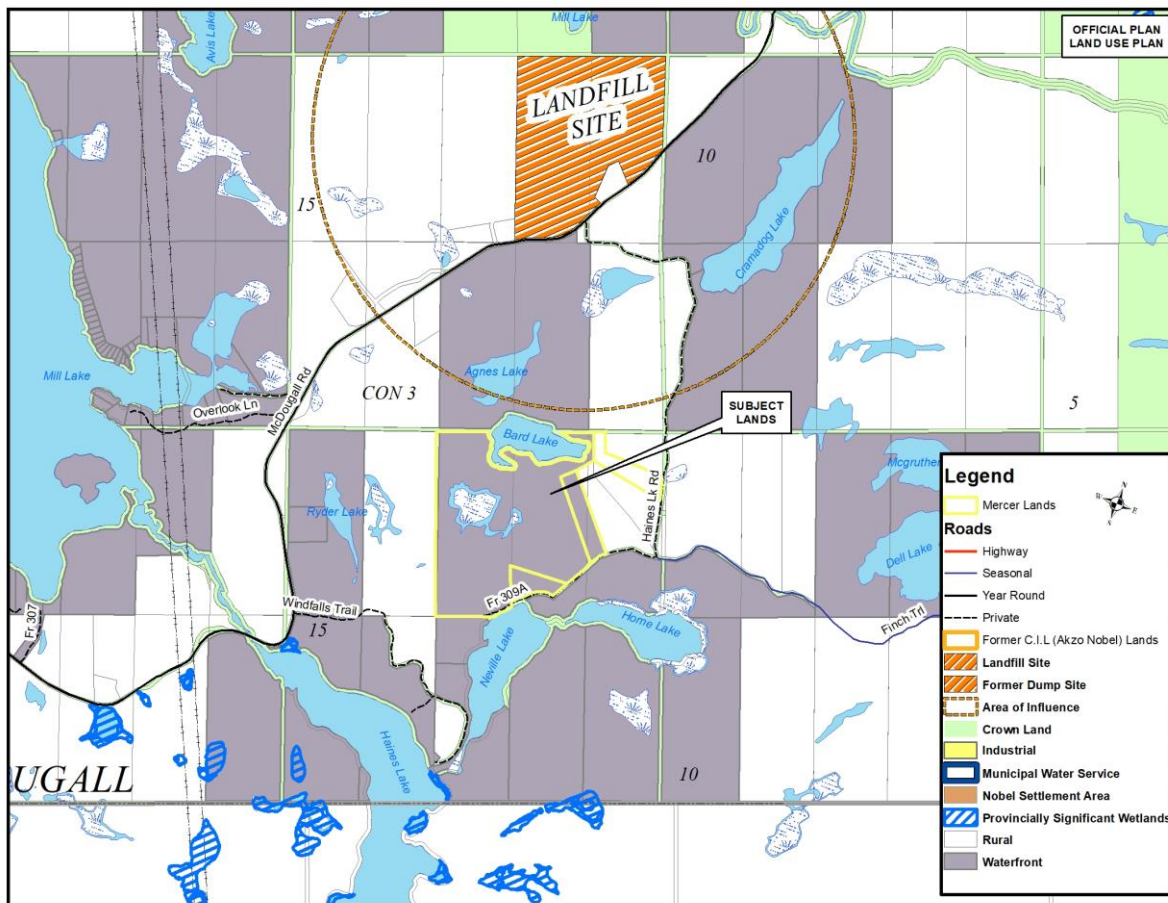 OFFICIAL PLAN
LAND USE PLAN
Avis Lake
Mill Lake
LANDFILL
SITE
10
15
Cramadog Lake
Mill Lake
Overlook Ln
McDougall Rd
CON 3
Agnes Lake
5
SUBJECT
LANDS
Bard Lake
Haines Lk Rd
Ryder Lake
Mcgruther
Dell Lake
Fr 309A
Windfalls Trail
15
Fr 307
Home Lake
Neville Lake
Finch Trl
Haines Lake
10
UGALL
Legend
Mercer Lands
N
W
E
S
Roads
Highway
Seasonal
Year Round
Private
Former C.I.L (Akzo Nobel) Lands
Landfill Site
Former Dump Site
Area of Influence
Crown Land
Industrial
Municipal Water Service
Nobel Settlement Area
Provincially Significant Wetlands
Rural
Waterfront